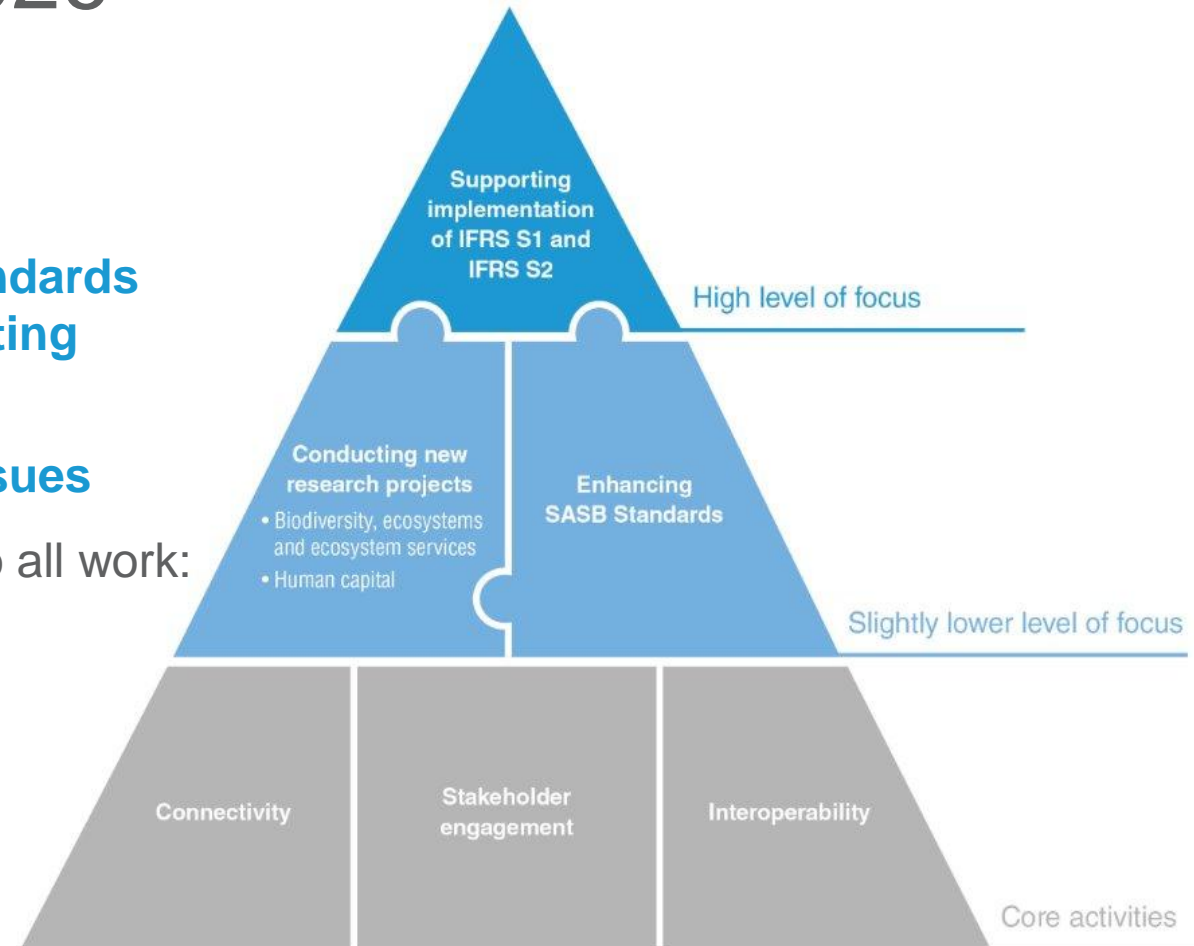 ndards
ting
sues
o all work:
Supporting
implementation
of IFRS S1 and
IFRS S2
High level of focus
Conducting new
research projects
• Biodiversity, ecosystems
and ecosystem services
• Human capital
Enhancing
SASB Standards
Slightly lower level of focus
Connectivity
Stakeholder
engagement
Interoperability
Core activities